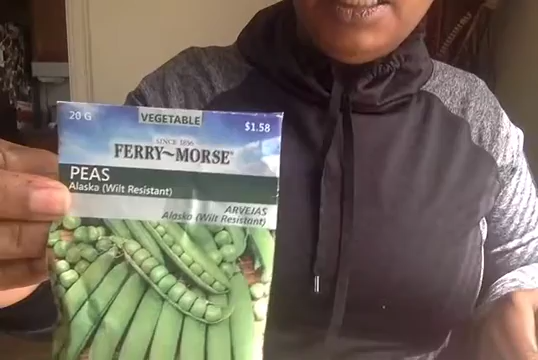 20 G
VEGETABLE
$1.58
SINCE 1856
FERRY~MORSE®
PEAS
Alaska (Wilt Resistant)
ARVEJAS
Alaska (Wilt Resistant)